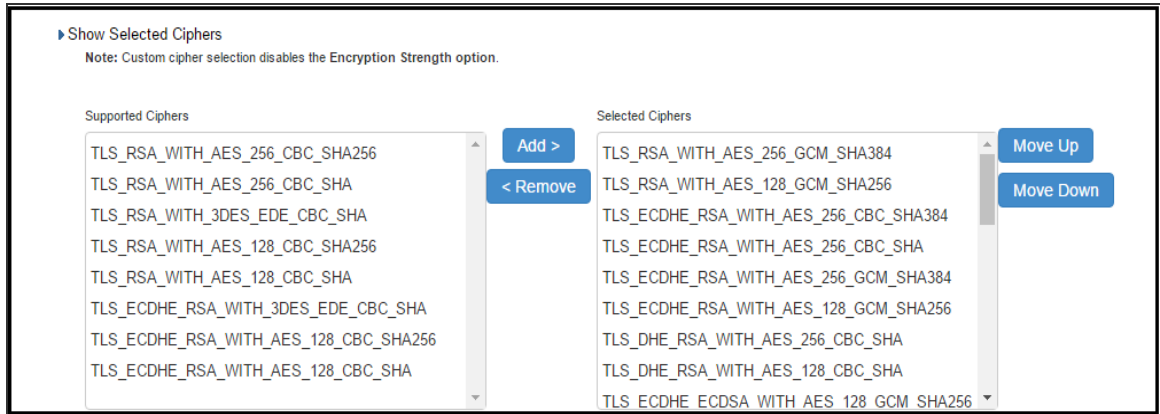 Show Selected Ciphers
Note: Custom cipher selection disables the Encryption Strength option.
Supported Ciphers
TLS_RSA_WITH_AES_256_CBC_SHA256
TLS_RSA_WITH_AES_256_CBC_SHA
TLS_RSA_WITH_3DES_EDE_CBC_SHA
TLS_RSA_WITH_AES_128_CBC_SHA256
TLS_RSA_WITH_AES_128_CBC_SHA
TLS_ECDHE_RSA_WITH_3DES_EDE_CBC_SHA
TLS_ECDHE_RSA_WITH_AES_128_CBC_SHA256
TLS_ECDHE_RSA_WITH_AES_128_CBC_SHA
Add >
< Remove
Selected Ciphers
TLS_RSA_WITH_AES_256_GCM_SHA384
TLS_RSA_WITH_AES_128_GCM_SHA256
TLS_ECDHE_RSA_WITH_AES_256_CBC_SHA384
TLS_ECDHE_RSA_WITH_AES_256_CBC_SHA
TLS_ECDHE_RSA_WITH_AES_256_GCM_SHA384
TLS_ECDHE_RSA_WITH_AES_128_GCM_SHA256
TLS_DHE_RSA_WITH_AES_256_CBC_SHA
TLS_DHE_RSA_WITH_AES_128_CBC_SHA
TLS_ECDHE_ECDSA_WITH_AES_128_GCM_SHA256
Move Up
Move Down